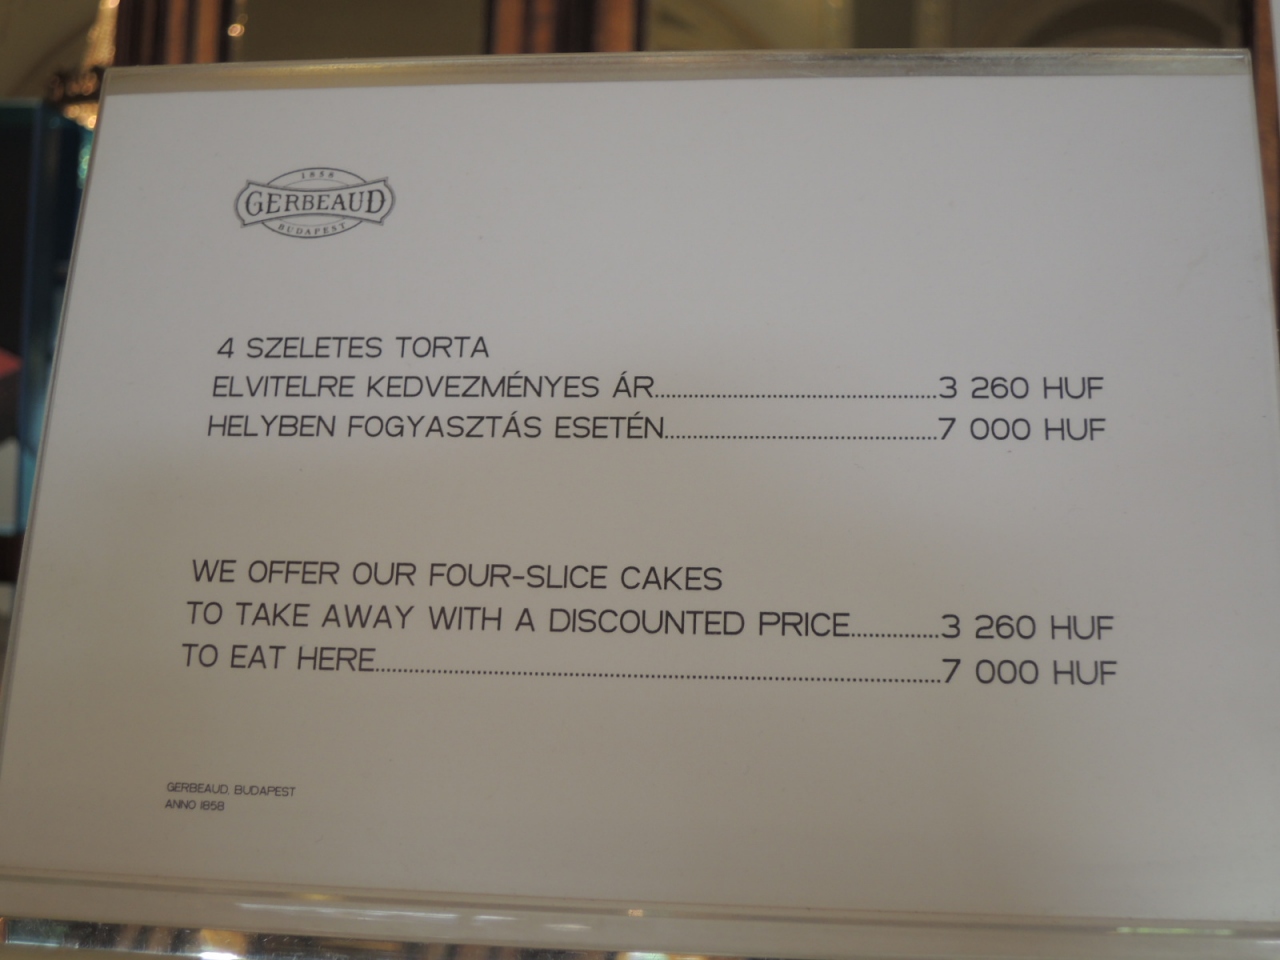 1858
GERBEAUD
BUDAPEST
4 SZELETES TORTA
ELVITELRE KEDVEZMÉNYES ÁR............................................3 260 HUF
HELYBEN FOGYASZTÁS ESETÉN...........................................7 000 HUF
WE OFFER OUR FOUR-SLICE CAKES
TO TAKE AWAY WITH A DISCOUNTED PRICE..............3 260 HUF
TO EAT HERE.........................................................................................7 000 HUF
GERBEAUD, BUDAPEST
ANNO 1858